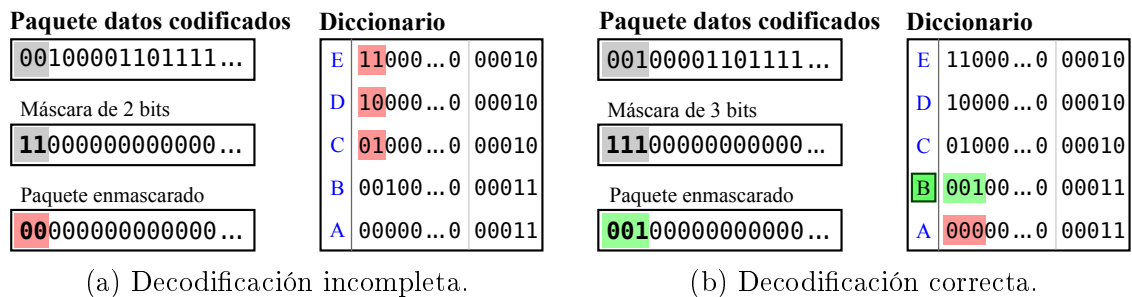 Paquete datos codificados
00100001101111...
Máscara de 2 bits
11000000000000...
Paquete enmascarado
00000000000000...
Diccionario
E 11000...0 00010
D 10000...0 00010
C 01000...0 00010
B 00100...0 00011
A 00000...0 00011
(a) Decodificación incompleta.
Paquete datos codificados
00100001101111...
Máscara de 3 bits
11100000000000...
Paquete enmascarado
00100000000000...
Diccionario
E 11000...0 00010
D 10000...0 00010
C 01000...0 00010
B 00100...0 00011
A 00000...0 00011
(b) Decodificación correcta.